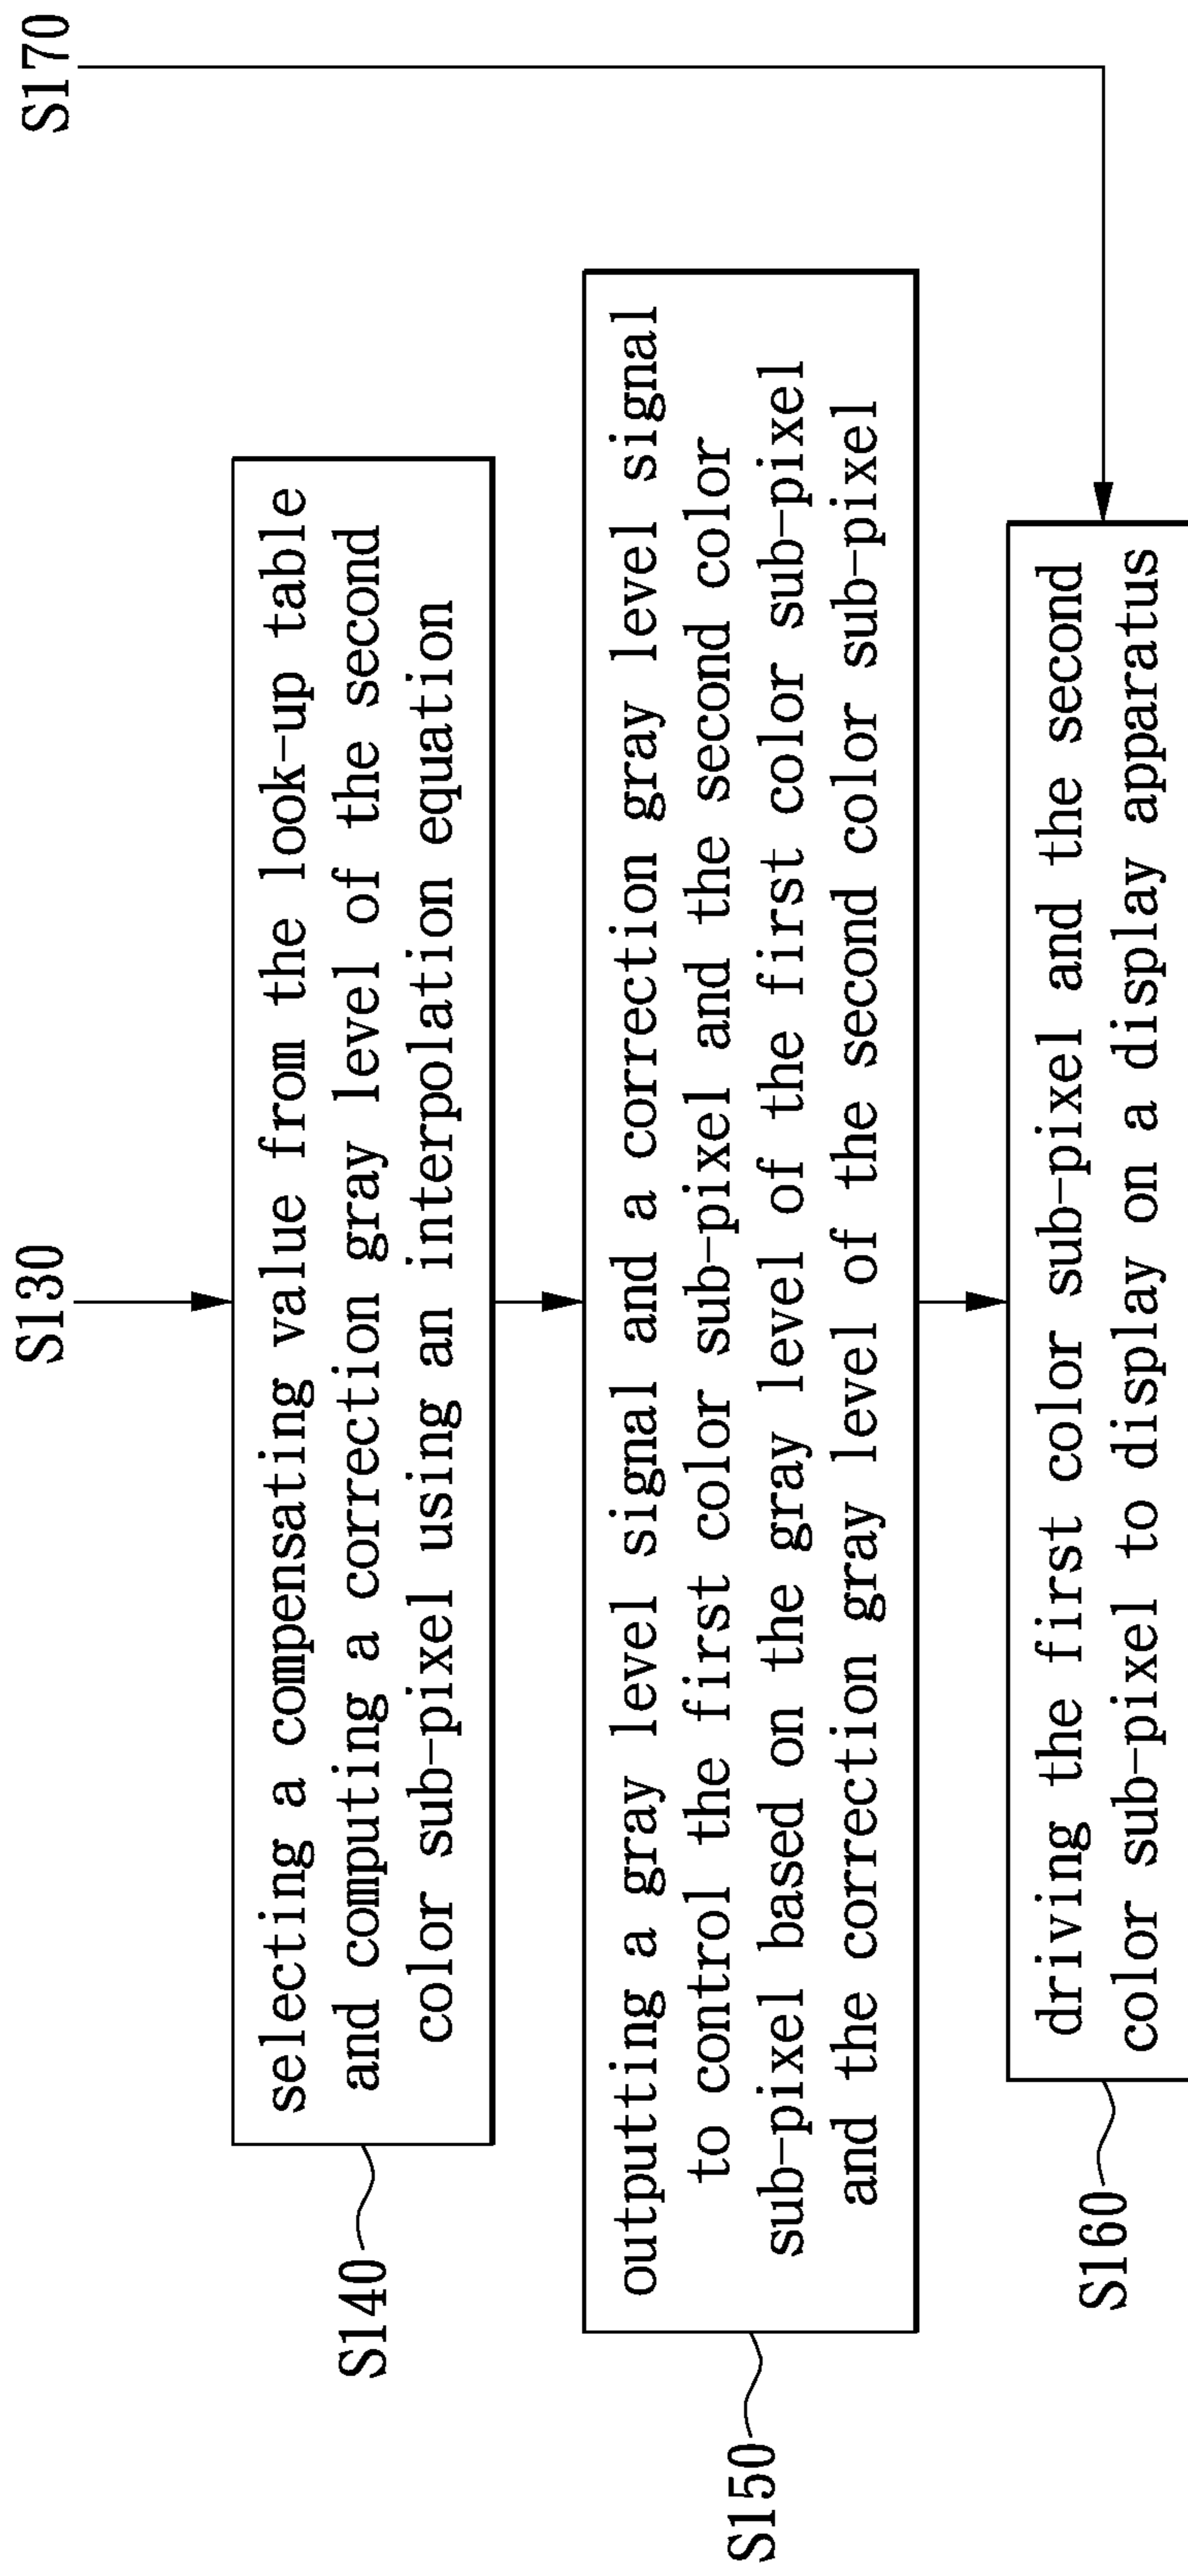 S130
S170
selecting a compensating value from the look-up table
and computing a correction gray level of the second
color sub-pixel using an interpolation equation
S140
outputting a gray level signal and a correction gray level signal
to control the first color sub-pixel and the second color
sub-pixel based on the gray level of the first color sub-pixel
and the correction gray level of the second color sub-pixel
S150
driving the first color sub-pixel and the second
color sub-pixel to display on a display apparatus
S160